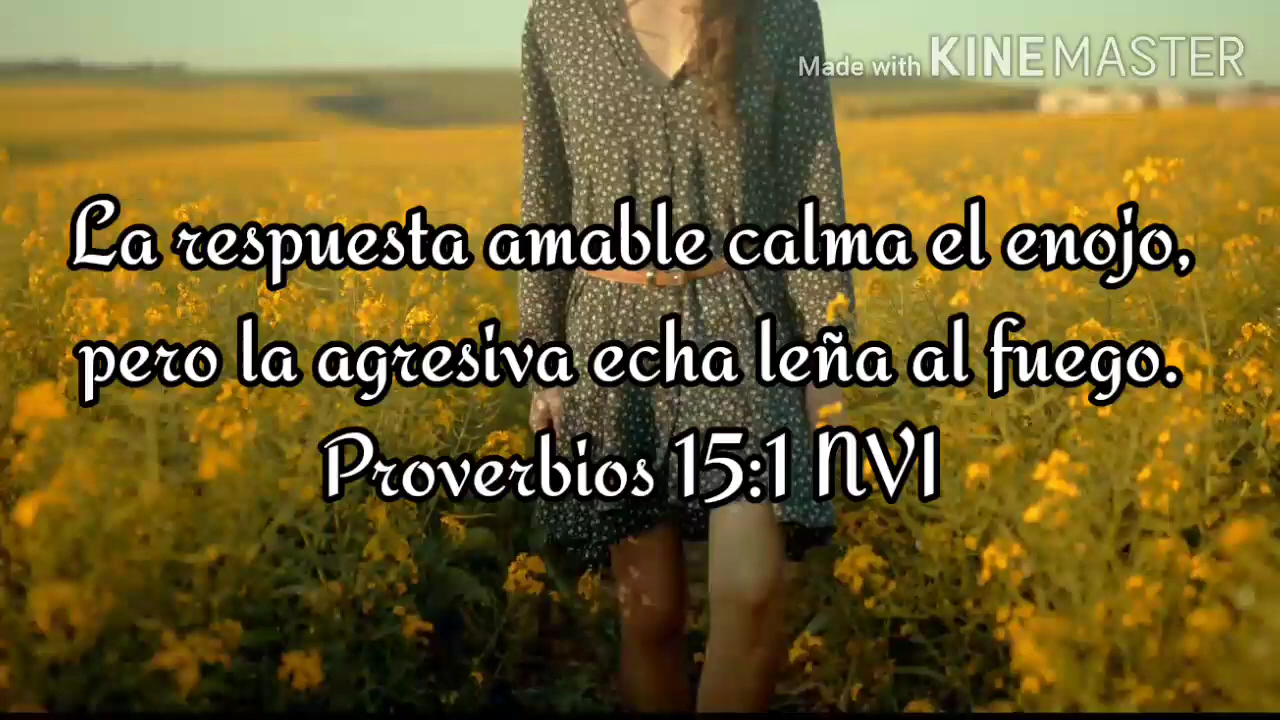 Made with KINEMASTER
La respuesta amable calma el enojo,
pero la agresiva echa leña al fuego.
Proverbios 15:1 NVI